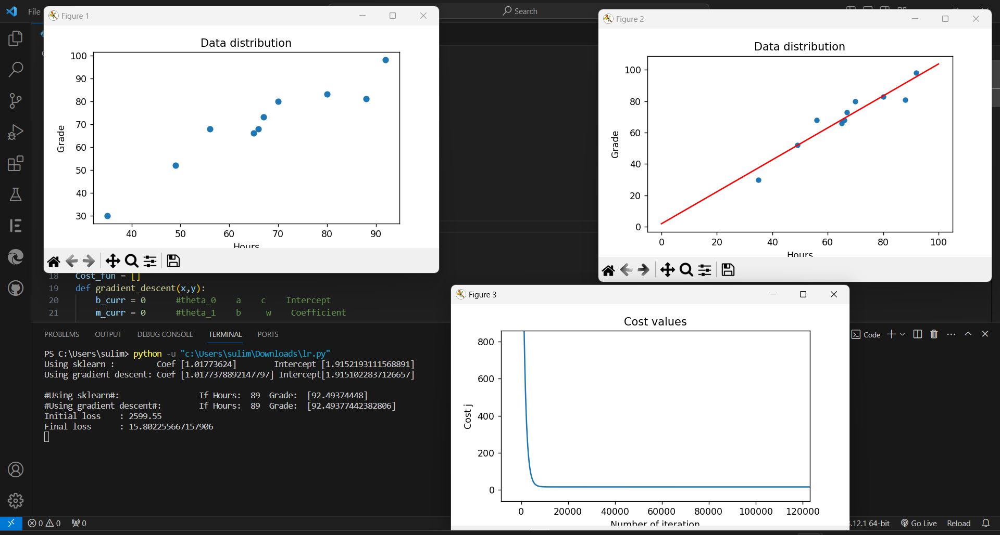 File
Search
Figure 1
Data distribution
100
90
80
70
60
50
40
30
Grade
40 50 60 70 80 90
Hours
Figure 2
Data distribution
100
80
60
40
20
0
Grade
0 20 40 60 80 100
Hours
18 Cost_fun = []
19 def gradient_descent(x,y):
20 b_curr = 0 #theta_0 a c Intercept
21 m_curr = 0 #theta_1 b w Coefficient
Figure 3
Cost values
800
600
400
200
0
Cost j
0 20000 40000 60000 80000 100000 120000
Number of iteration
PROBLEMS OUTPUT DEBUG CONSOLE TERMINAL PORTS
Code
PS C:\Users\sulim> python -u "c:\Users\sulim\Downloads\lr.py"
Using sklearn : Coef [1.01773624] Intercept [1.9152193111568891]
Using gradient descent: Coef [1.0177378892147797] Intercept[1.9151022837126657]
#Using sklearn#: If Hours: 89 Grade: [92.49374448]
#Using gradient descent#: If Hours: 89 Grade: [92.49377442382806]
Initial loss : 2599.55
Final loss : 15.802255667157906
0 0 0
.12.1 64-bit Go Live Reload